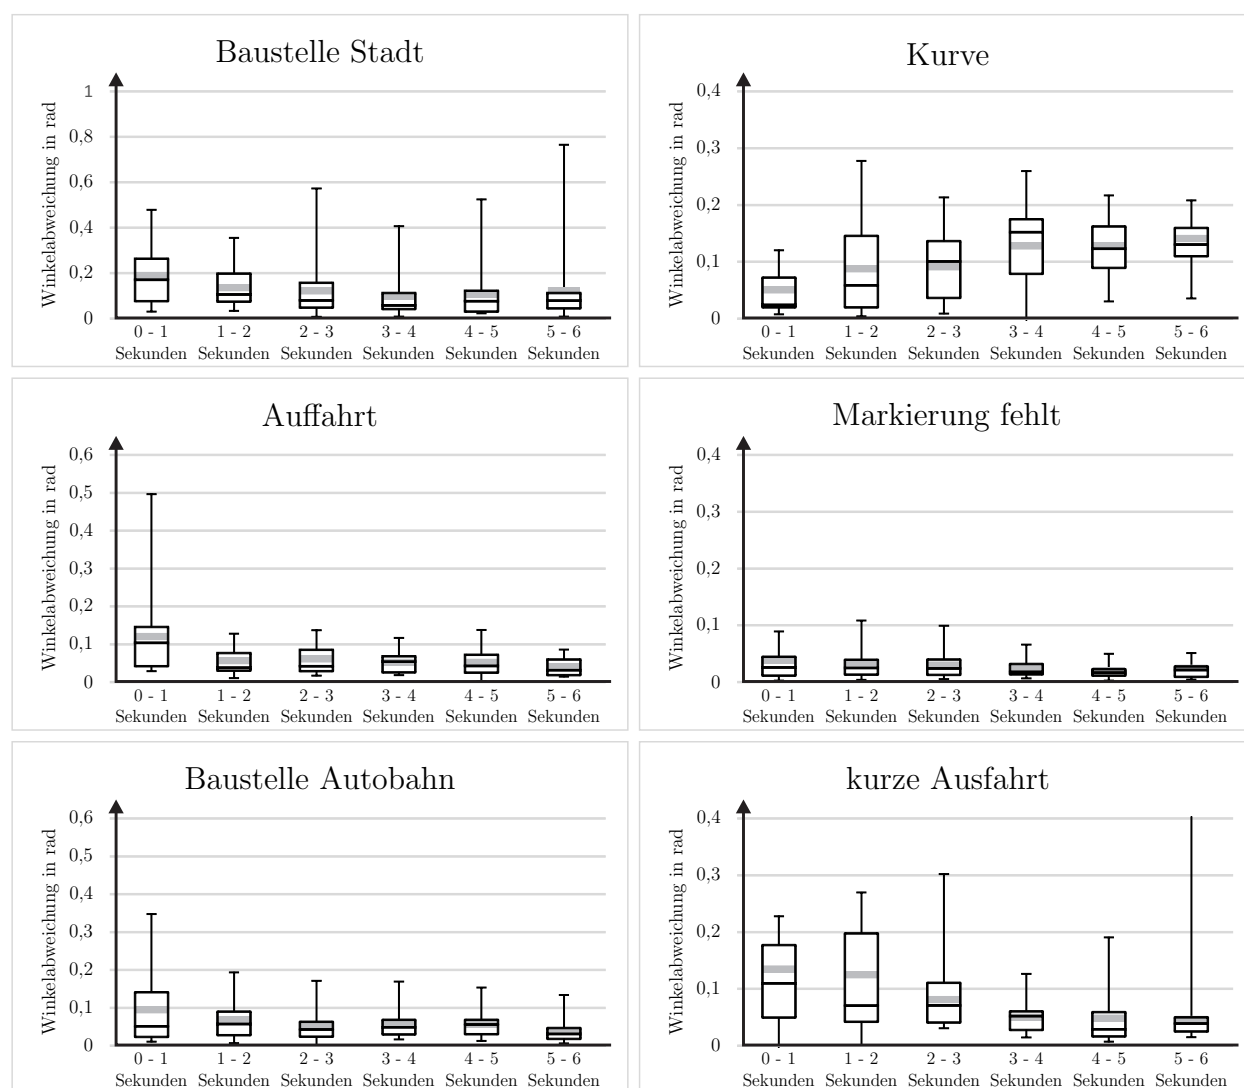 Baustelle Stadt
Winkelabweichung in rad
1
0,8
0,6
0,4
0,2
0
0 - 1 1 - 2 2 - 3 3 - 4 4 - 5 5 - 6
Sekunden Sekunden Sekunden Sekunden Sekunden Sekunden
Kurve
Winkelabweichung in rad
0,4
0,3
0,2
0,1
0
0 - 1 1 - 2 2 - 3 3 - 4 4 - 5 5 - 6
Sekunden Sekunden Sekunden Sekunden Sekunden Sekunden
Auffahrt
Winkelabweichung in rad
0,6
0,5
0,4
0,3
0,2
0,1
0
0 - 1 1 - 2 2 - 3 3 - 4 4 - 5 5 - 6
Sekunden Sekunden Sekunden Sekunden Sekunden Sekunden
Markierung fehlt
Winkelabweichung in rad
0,4
0,3
0,2
0,1
0
0 - 1 1 - 2 2 - 3 3 - 4 4 - 5 5 - 6
Sekunden Sekunden Sekunden Sekunden Sekunden Sekunden
Baustelle Autobahn
Winkelabweichung in rad
0,6
0,5
0,4
0,3
0,2
0,1
0
0 - 1 1 - 2 2 - 3 3 - 4 4 - 5 5 - 6
Sekunden Sekunden Sekunden Sekunden Sekunden Sekunden
kurze Ausfahrt
Winkelabweichung in rad
0,4
0,3
0,2
0,1
0
0 - 1 1 - 2 2 - 3 3 - 4 4 - 5 5 - 6
Sekunden Sekunden Sekunden Sekunden Sekunden Sekunden